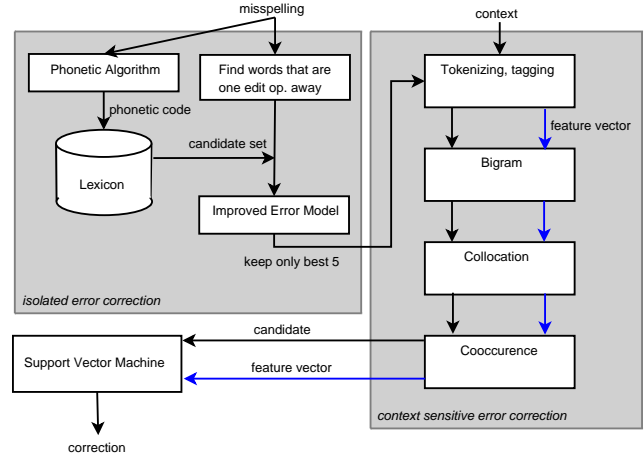 misspelling
context
Phonetic Algorithm
Find words that are
one edit op. away
Tokenizing, tagging
phonetic code
feature vector
candidate set
Bigram
Lexicon
Improved Error Model
keep only best 5
Collocation
isolated error correction
candidate
Cooccurence
Support Vector Machine
feature vector
context sensitive error correction
correction